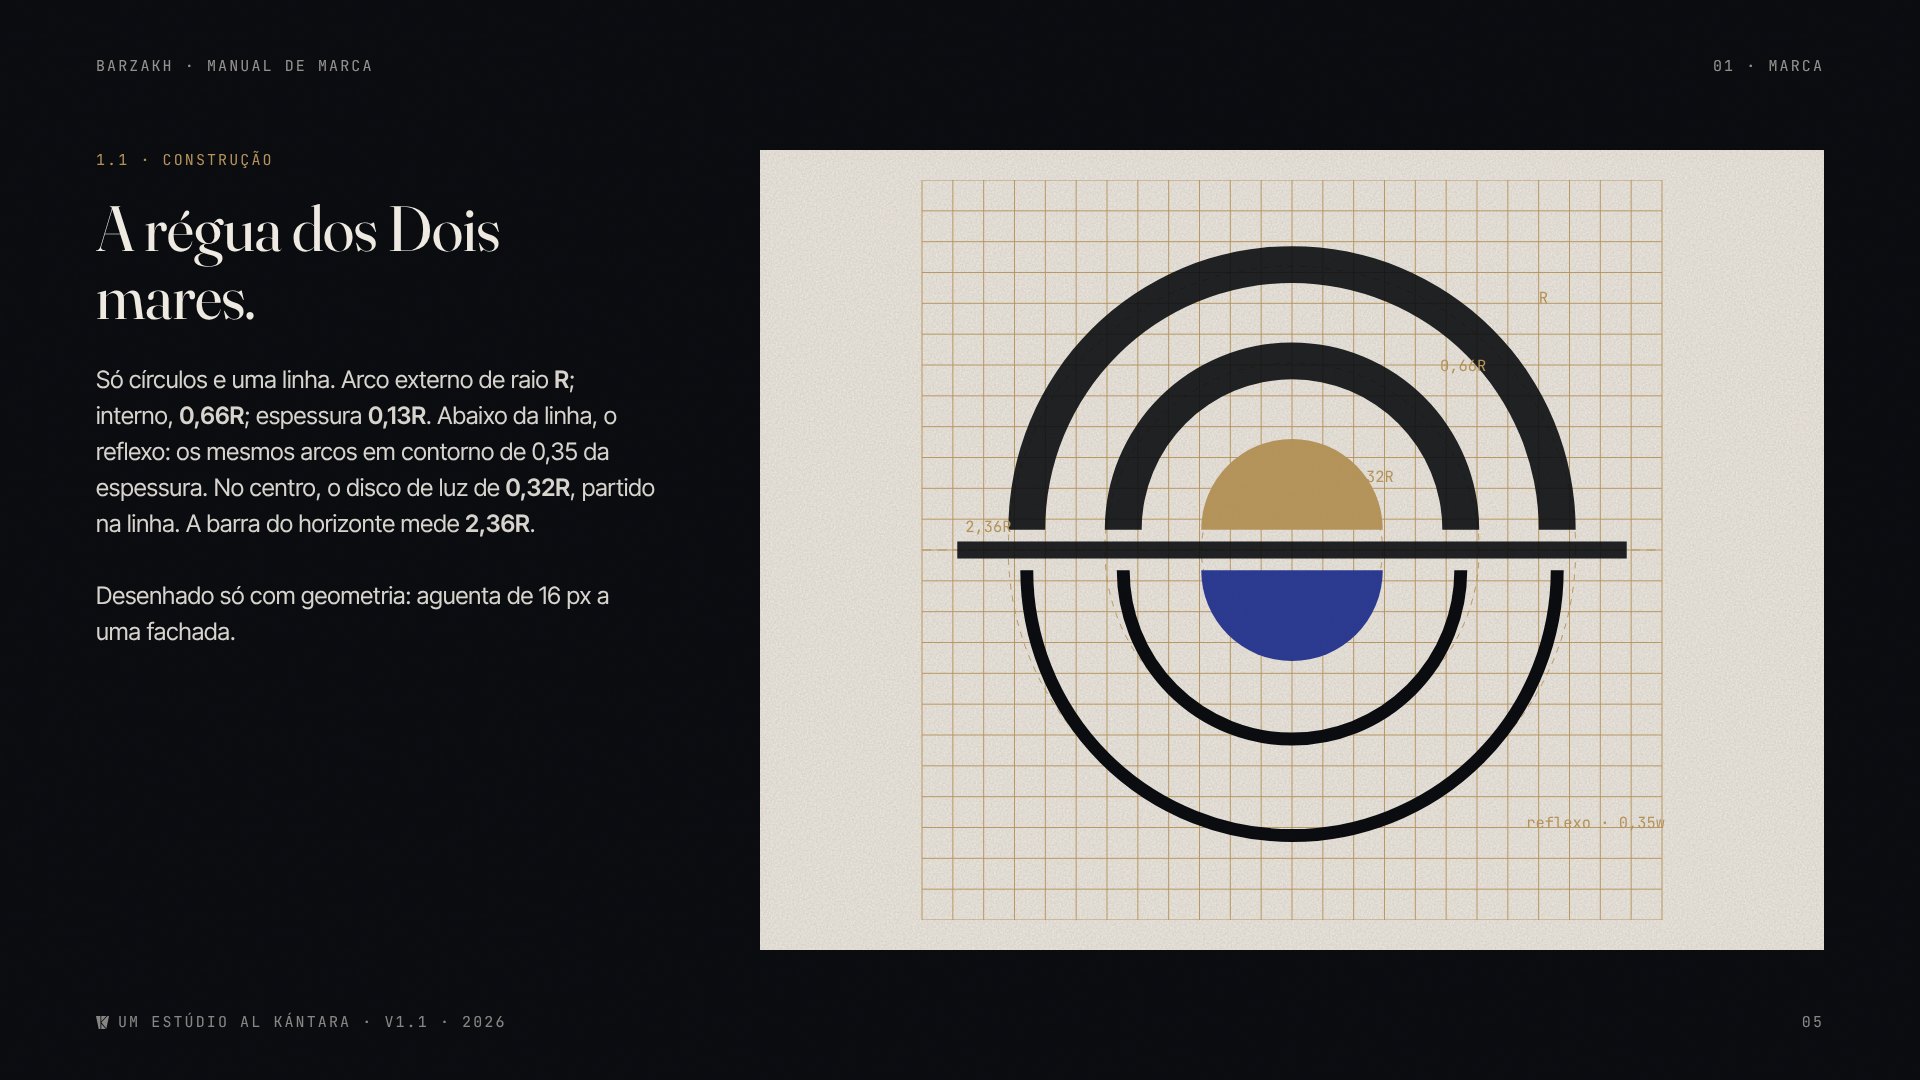 BARZAKH · MANUAL DE MARCA
01 · MARCA
1.1 · CONSTRUÇÃO
A régua dos Dois
mares.
Só círculos e uma linha. Arco externo de raio R;
interno, 0,66R; espessura 0,13R. Abaixo da linha, o
reflexo: os mesmos arcos em contorno de 0,35 da
espessura. No centro, o disco de luz de 0,32R, partido
na linha. A barra do horizonte mede 2,36R.
Desenhado só com geometria: aguenta de 16 px a
uma fachada.
R
0,66R
32R
2,36R
reflexo · 0,35w
UM ESTÚDIO AL KÁNTARA · V1.1 · 2026
05